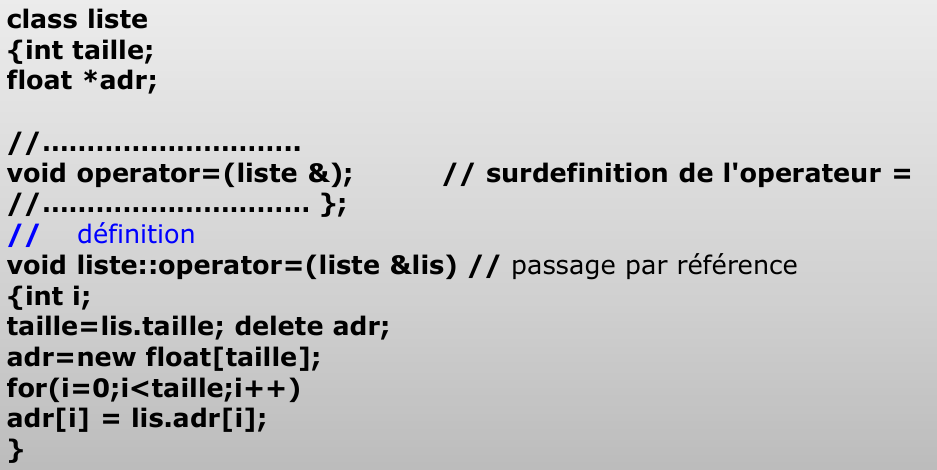 class liste
{int taille;
float *adr;
//..............................
void operator=(liste &); // surdefinition de l'operateur =
//............................... };
// définition
void liste::operator=(liste &lis) // passage par référence
{int i;
taille=lis.taille; delete adr;
adr=new float[taille];
for(i=0;i<taille;i++)
adr[i] = lis.adr[i];
}